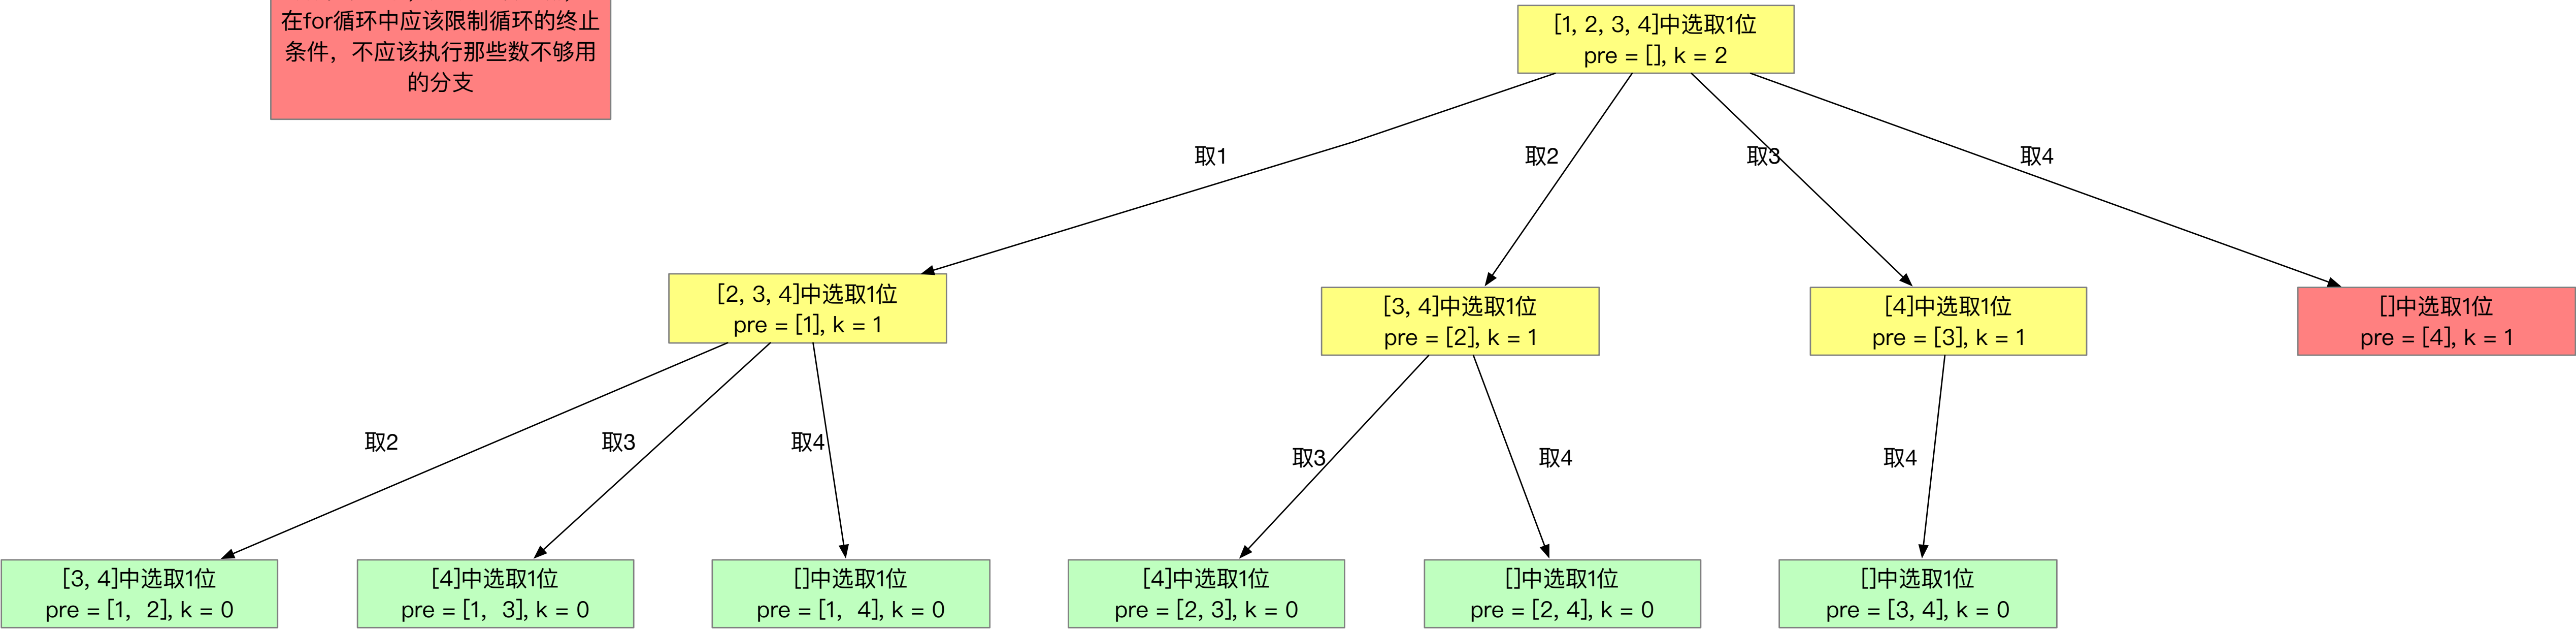 在for循环中应该限制循环的终止
条件，不应该执行那些数不够用
的分支
[1, 2, 3, 4]中选取1位
pre = [], k = 2
取1
取2
取3
取4
[2, 3, 4]中选取1位
pre = [1], k = 1
[3, 4]中选取1位
pre = [2], k = 1
[4]中选取1位
pre = [3], k = 1
[]中选取1位
pre = [4], k = 1
取2
取3
取4
取3
取4
取4
[3, 4]中选取1位
pre = [1,  2], k = 0
[4]中选取1位
pre = [1,  3], k = 0
[]中选取1位
pre = [1,  4], k = 0
[4]中选取1位
pre = [2, 3], k = 0
[]中选取1位
pre = [2, 4], k = 0
[]中选取1位
pre = [3, 4], k = 0